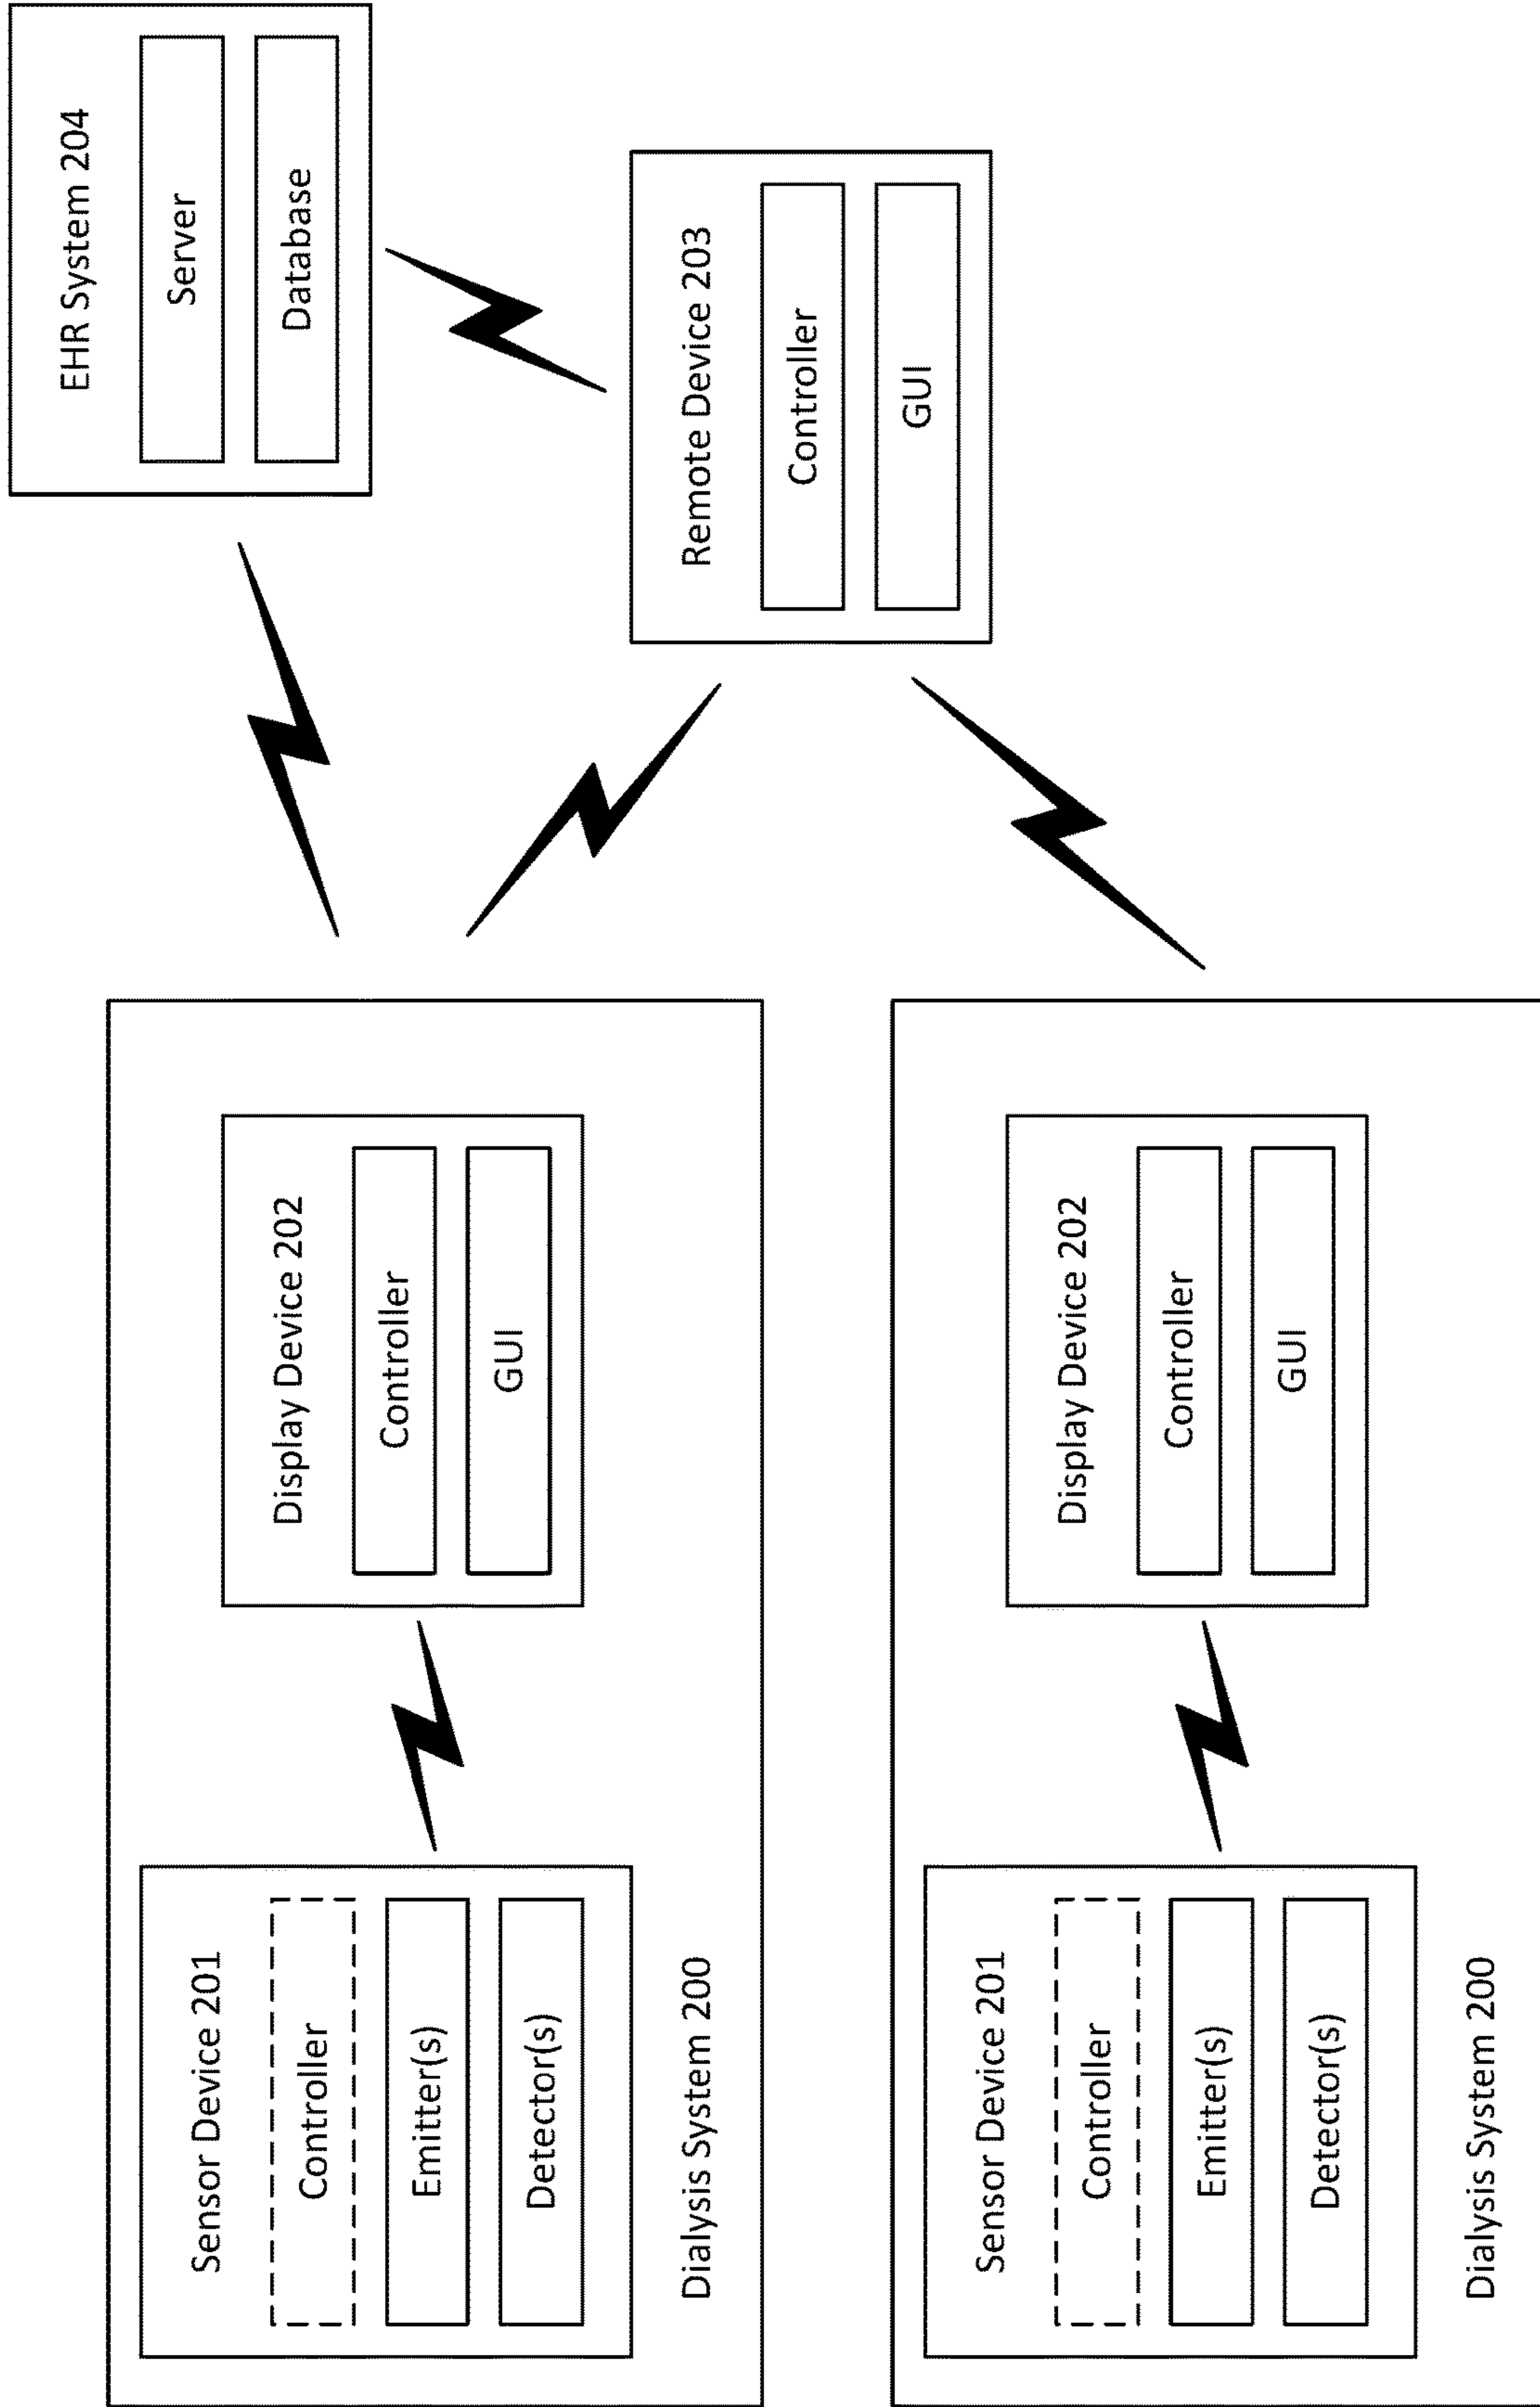 Sensor Device 201
Controller
Emitter(s)
Detector(s)
Dialysis System 200
Display Device 202
Controller
GUI
EHR System 204
Server
Database
Remote Device 203
Controller
GUI
Sensor Device 201
Controller
Emitter(s)
Detector(s)
Dialysis System 200
Display Device 202
Controller
GUI